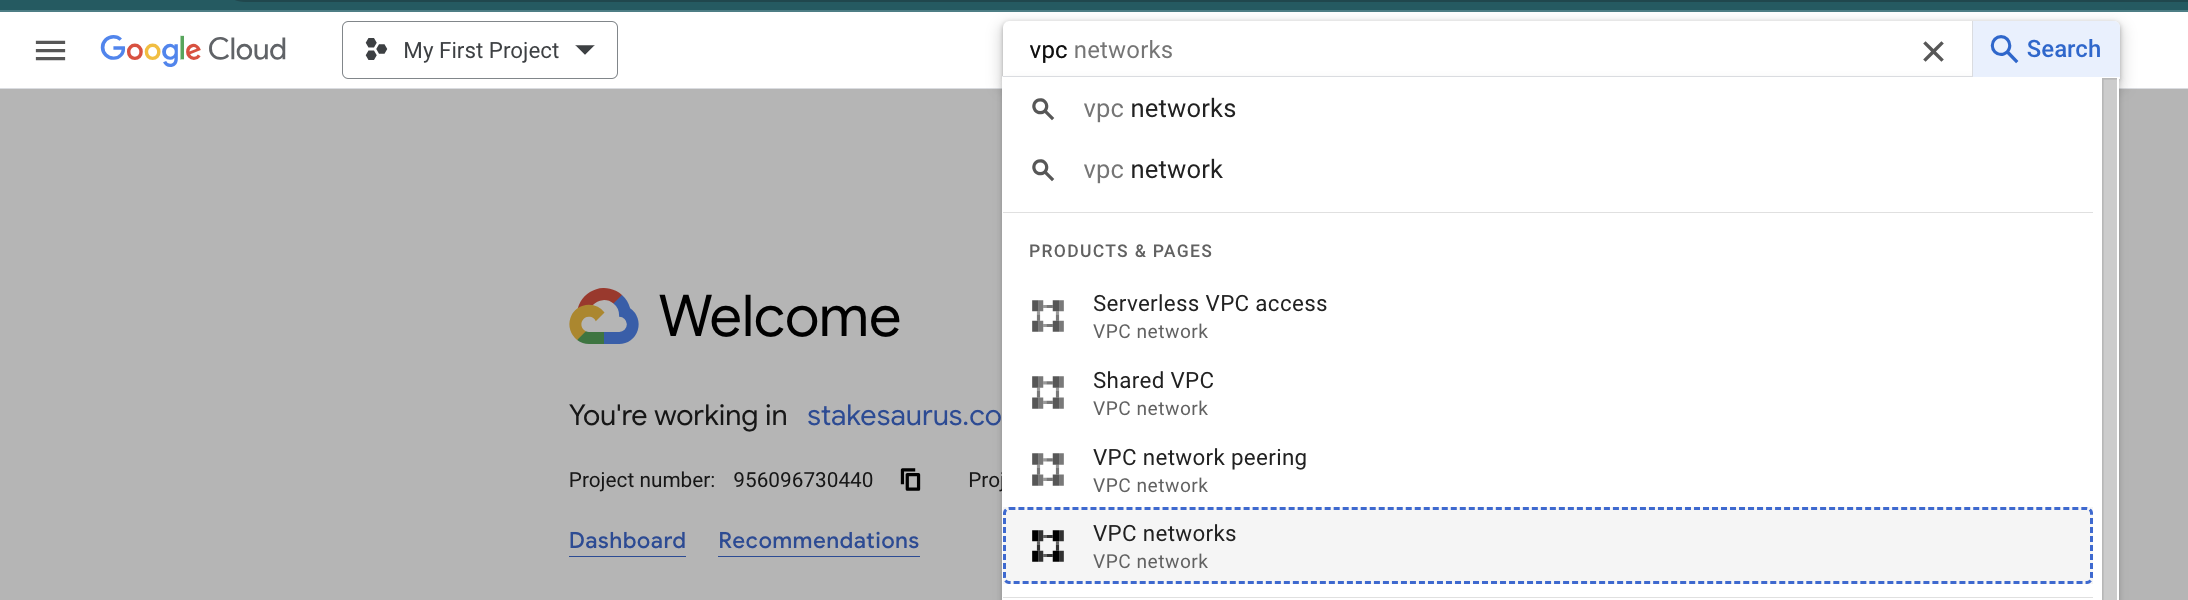 Google Cloud
My First Project
vpc networks
Search
vpc networks
vpc network
PRODUCTS & PAGES
Serverless VPC access
VPC network
Shared VPC
VPC network
VPC network peering
VPC network
VPC networks
VPC network
Welcome
You're working in stakesaurus.co
Project number: 956096730440 Proj
Dashboard Recommendations